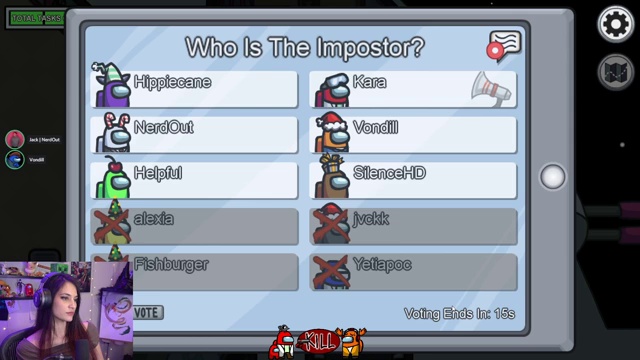 TOTAL TASKS
Who Is The Impostor?
Hippiecane
Kara
NerdOut
Vondill
Jack | NerdOut
Vondill
Helpful
SilenceHD
alexia
jvckk
Fishburger
Yetiapoc
VOTE
Voting Ends In: 15s
KILL